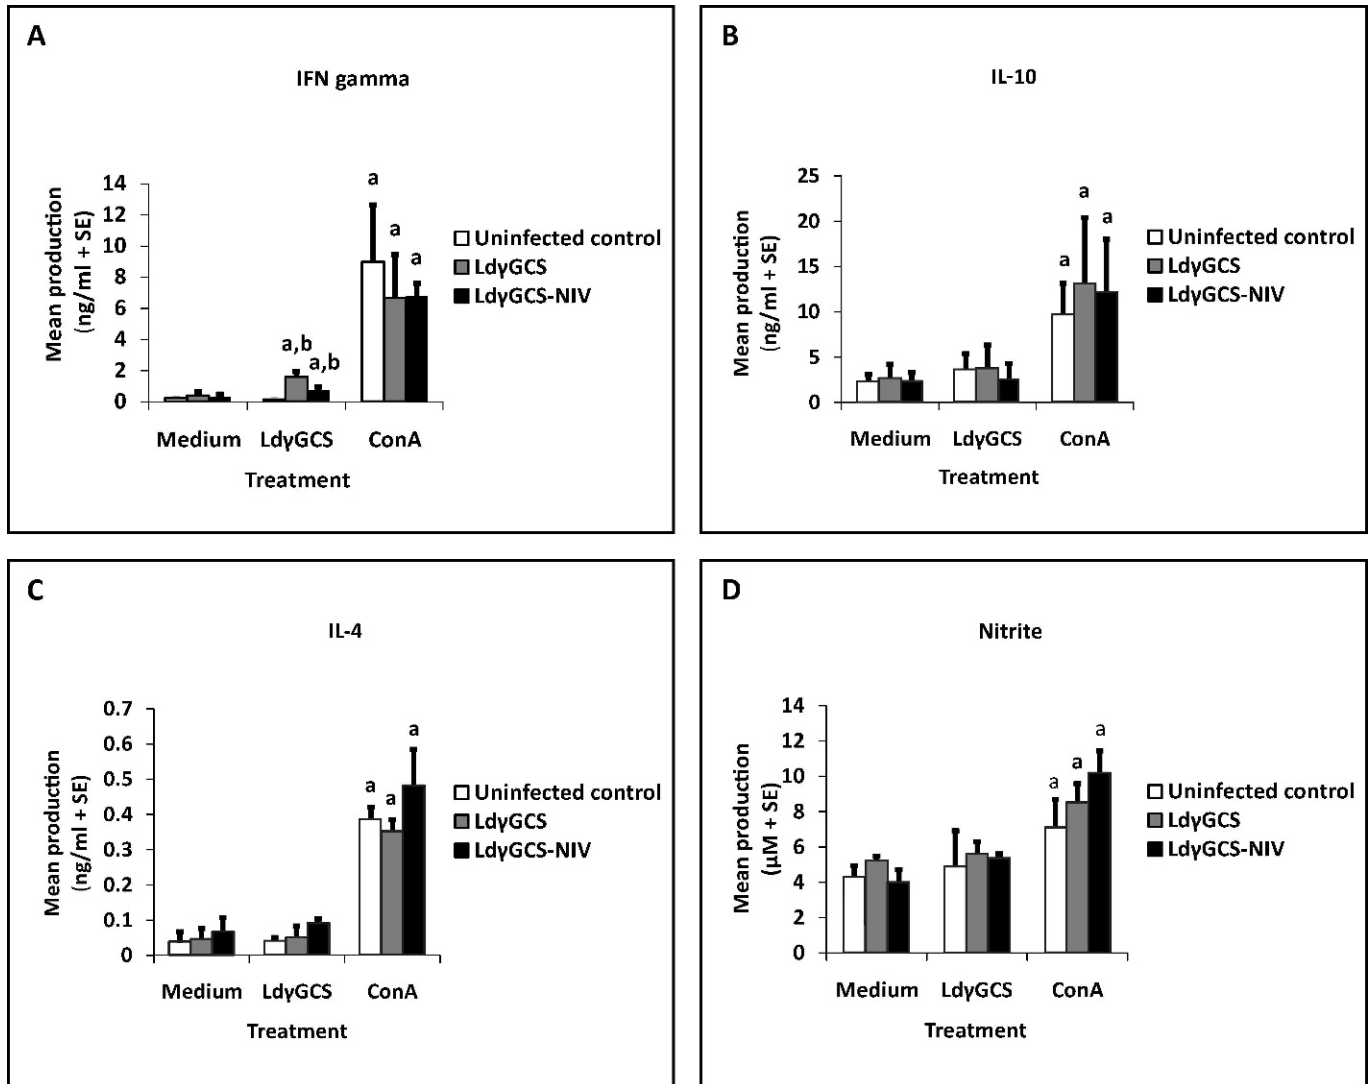 A
IFN gamma
Mean production
(ng/ml + SE)
14
12
10
8
6
4
2
0
a,b
a,b
a
a
a
Medium
LdγGCS
ConA
Treatment
Uninfected control
LdγGCS
LdγGCS-NIV
B
IL-10
Mean production
(ng/ml + SE)
25
20
15
10
5
0
a
a
a
Medium
LdγGCS
ConA
Treatment
Uninfected control
LdγGCS
LdγGCS-NIV
C
IL-4
Mean production
(ng/ml + SE)
0.7
0.6
0.5
0.4
0.3
0.2
0.1
0
a
a
a
Medium
LdγGCS
ConA
Treatment
Uninfected control
LdγGCS
LdγGCS-NIV
D
Nitrite
Mean production
(µM + SE)
14
12
10
8
6
4
2
0
a
a
a
Medium
LdγGCS
ConA
Treatment
Uninfected control
LdγGCS
LdγGCS-NIV